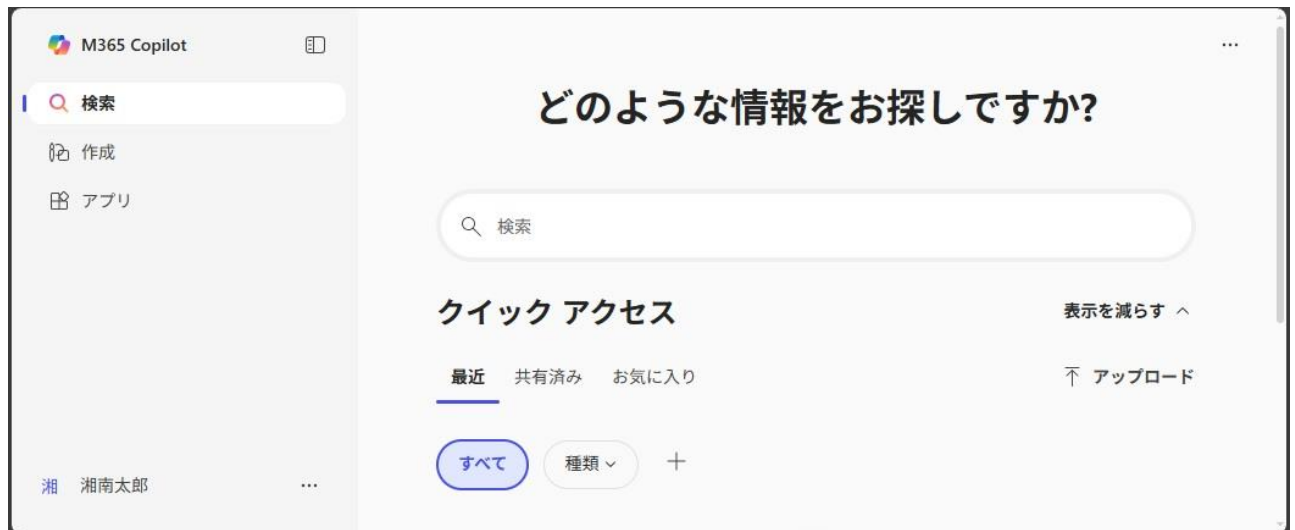 M365 Copilot
検索
作成
アプリ
湘 湘南太郎
どのような情報をお探しですか?
検索
クイック アクセス
表示を減らす
最近 共有済み お気に入り
アップロード
すべて 種類